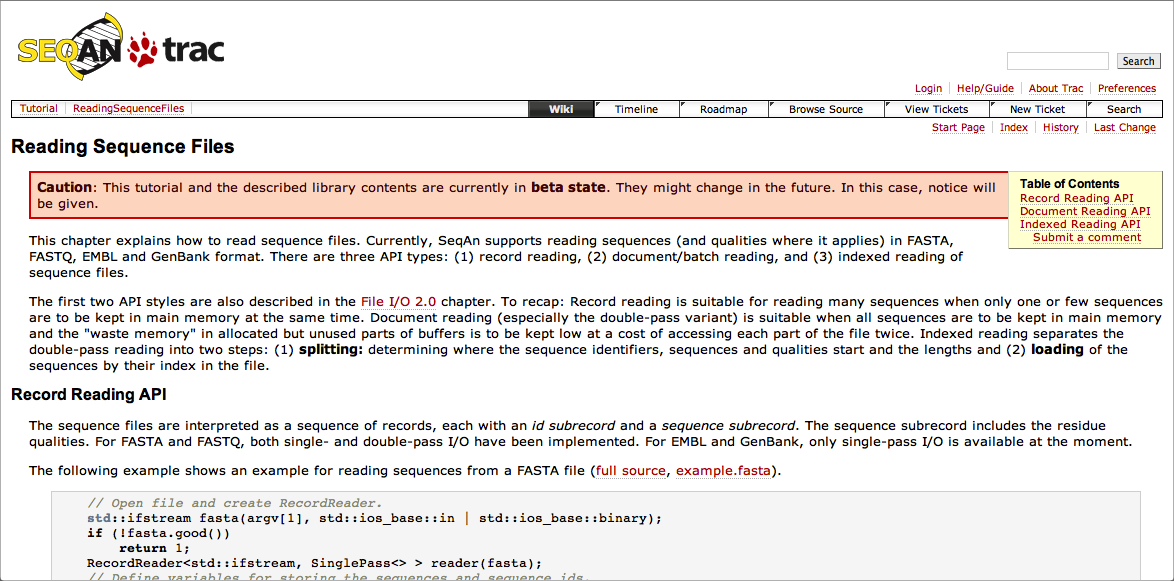 SEQAN trac
Search
Login Help/Guide About Trac Preferences
Tutorial ReadingSequenceFiles Wiki Timeline Roadmap Browse Source View Tickets New Ticket Search
Start Page Index History Last Change
Reading Sequence Files
Caution: This tutorial and the described library contents are currently in beta state. They might change in the future. In this case, notice will
be given.
Table of Contents
Record Reading API
Document Reading API
Indexed Reading API
Submit a comment
This chapter explains how to read sequence files. Currently, SeqAn supports reading sequences (and qualities where it applies) in FASTA,
FASTQ, EMBL and GenBank format. There are three API types: (1) record reading, (2) document/batch reading, and (3) indexed reading of
sequence files.
The first two API styles are also described in the File I/O 2.0 chapter. To recap: Record reading is suitable for reading many sequences when only one or few sequences
are to be kept in main memory at the same time. Document reading (especially the double-pass variant) is suitable when all sequences are to be kept in main memory
and the "waste memory" in allocated but unused parts of buffers is to be kept low at a cost of accessing each part of the file twice. Indexed reading separates the
double-pass reading into two steps: (1) splitting: determining where the sequence identifiers, sequences and qualities start and the lengths and (2) loading of the
sequences by their index in the file.
Record Reading API
The sequence files are interpreted as a sequence of records, each with an id subrecord and a sequence subrecord. The sequence subrecord includes the residue
qualities. For FASTA and FASTQ, both single- and double-pass I/O have been implemented. For EMBL and GenBank, only single-pass I/O is available at the moment.
The following example shows an example for reading sequences from a FASTA file (full source, example.fasta).
// Open file and create RecordReader.
std::ifstream fasta(argv[1], std::ios_base::in | std::ios_base::binary);
if (!fasta.good())
return 1;
RecordReader<std::ifstream, SinglePass<> > reader(fasta);
// Define variables for storing the sequences and sequence ids.